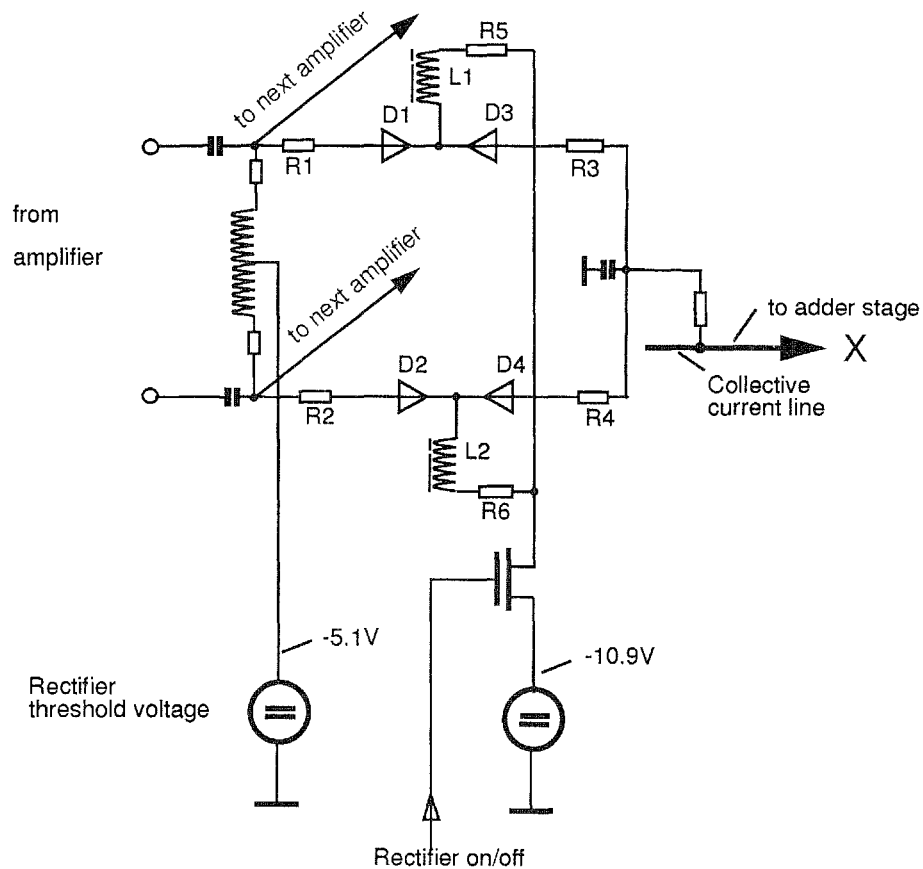 R5
L1
to next amplifier
D1
D3
R1
R3
from
amplifier
to next amplifier
to adder stage
X
Collective
current line
D2
D4
R2
R4
L2
R6
-5.1V
-10.9V
Rectifier
threshold voltage
Rectifier on/off